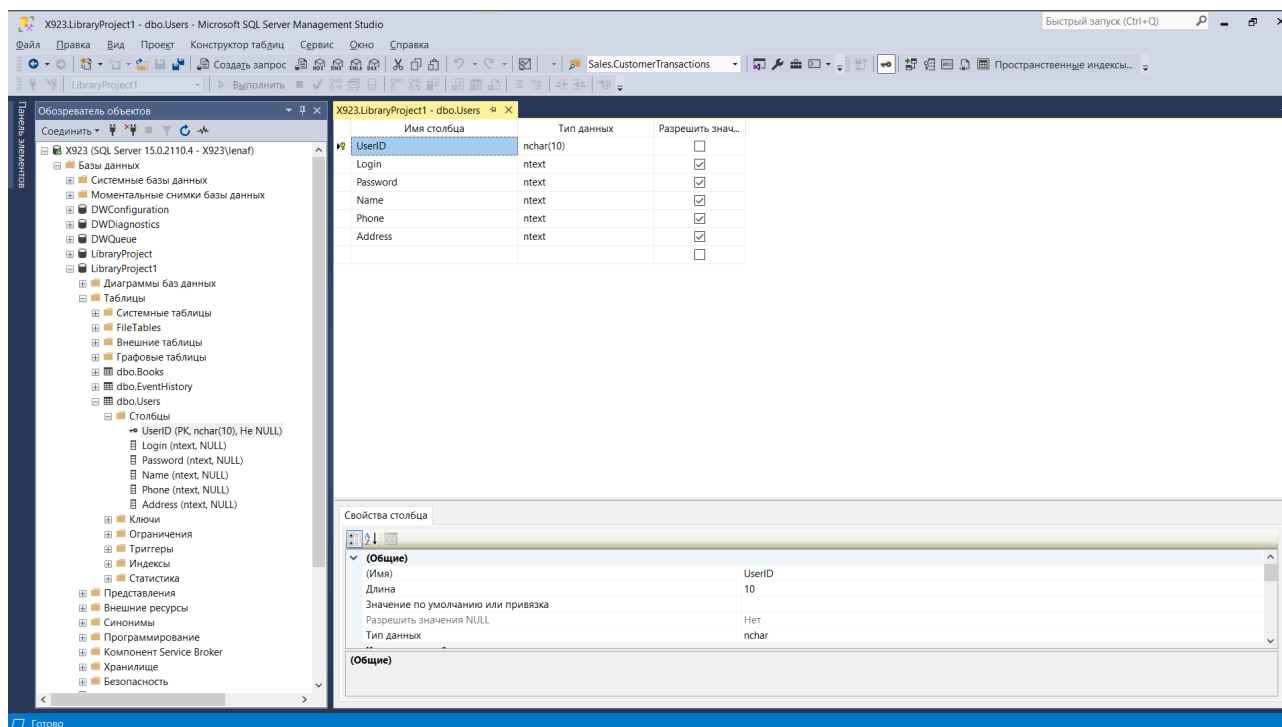 X923.LibraryProject1 - dbo.Users - Microsoft SQL Server Management Studio
Быстрый запуск (Ctrl+Q)
Файл Правка Вид Проект Конструктор таблиц Сервис Окно Справка
Создать запрос
Sales.CustomerTransactions
Пространственные индексы...
LibraryProject1
Выполнить
Панель элементов
Обозреватель объектов
Соединить
X923 (SQL Server 15.0.2110.4 - X923\lenaf)
Базы данных
Системные базы данных
Моментальные снимки базы данных
DWConfiguration
DWDiagnostics
DWQueue
LibraryProject
LibraryProject1
Диаграммы баз данных
Таблицы
Системные таблицы
FileTables
Внешние таблицы
Графовые таблицы
dbo.Books
dbo.EventHistory
dbo.Users
Столбцы
UserID (PK, nchar(10), Не NULL)
Login (ntext, NULL)
Password (ntext, NULL)
Name (ntext, NULL)
Phone (ntext, NULL)
Address (ntext, NULL)
Ключи
Ограничения
Триггеры
Индексы
Статистика
Представления
Внешние ресурсы
Синонимы
Программирование
Компонент Service Broker
Хранилище
Безопасность
X923.LibraryProject1 - dbo.Users
Имя столбца Тип данных Разрешить знач...
UserID nchar(10)
Login ntext
Password ntext
Name ntext
Phone ntext
Address ntext
Свойства столбца
(Общие)
(Имя) UserID
Длина 10
Значение по умолчанию или привязка
Разрешить значения NULL Нет
Тип данных nchar
(Общие)
Готово